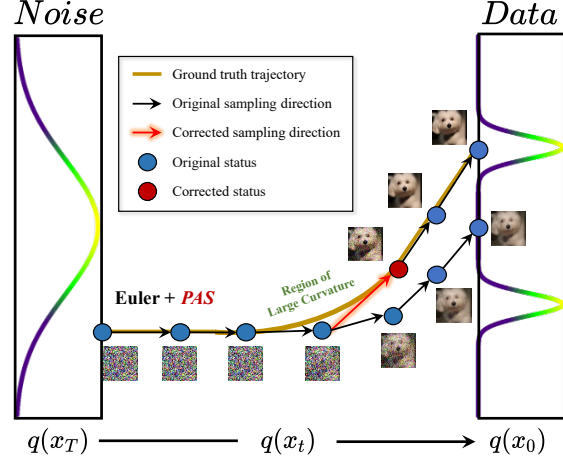 Noise
Data
Ground truth trajectory
Original sampling direction
Corrected sampling direction
Original status
Corrected status
Region of
Large Curvature
Euler + PAS
q(x_T)
q(x_t)
q(x_0)